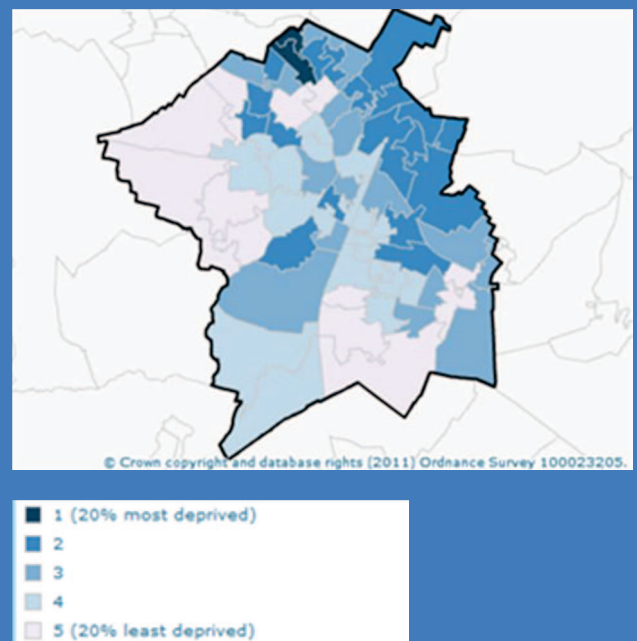 © Crown copyright and database rights (2011) Ordnance Survey 100023205.
1 (20% most deprived)
2
3
4
5 (20% least deprived)